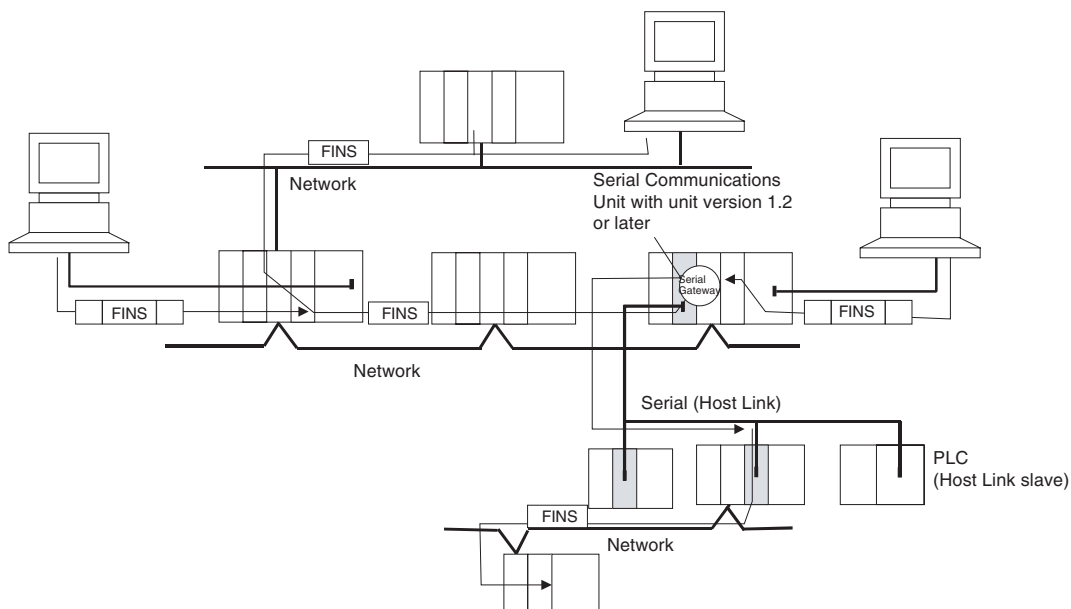 FINS
Network
Serial Communications
Unit with unit version 1.2
or later
Serial
Gateway
FINS
FINS
FINS
Network
Serial (Host Link)
PLC
(Host Link slave)
FINS
Network